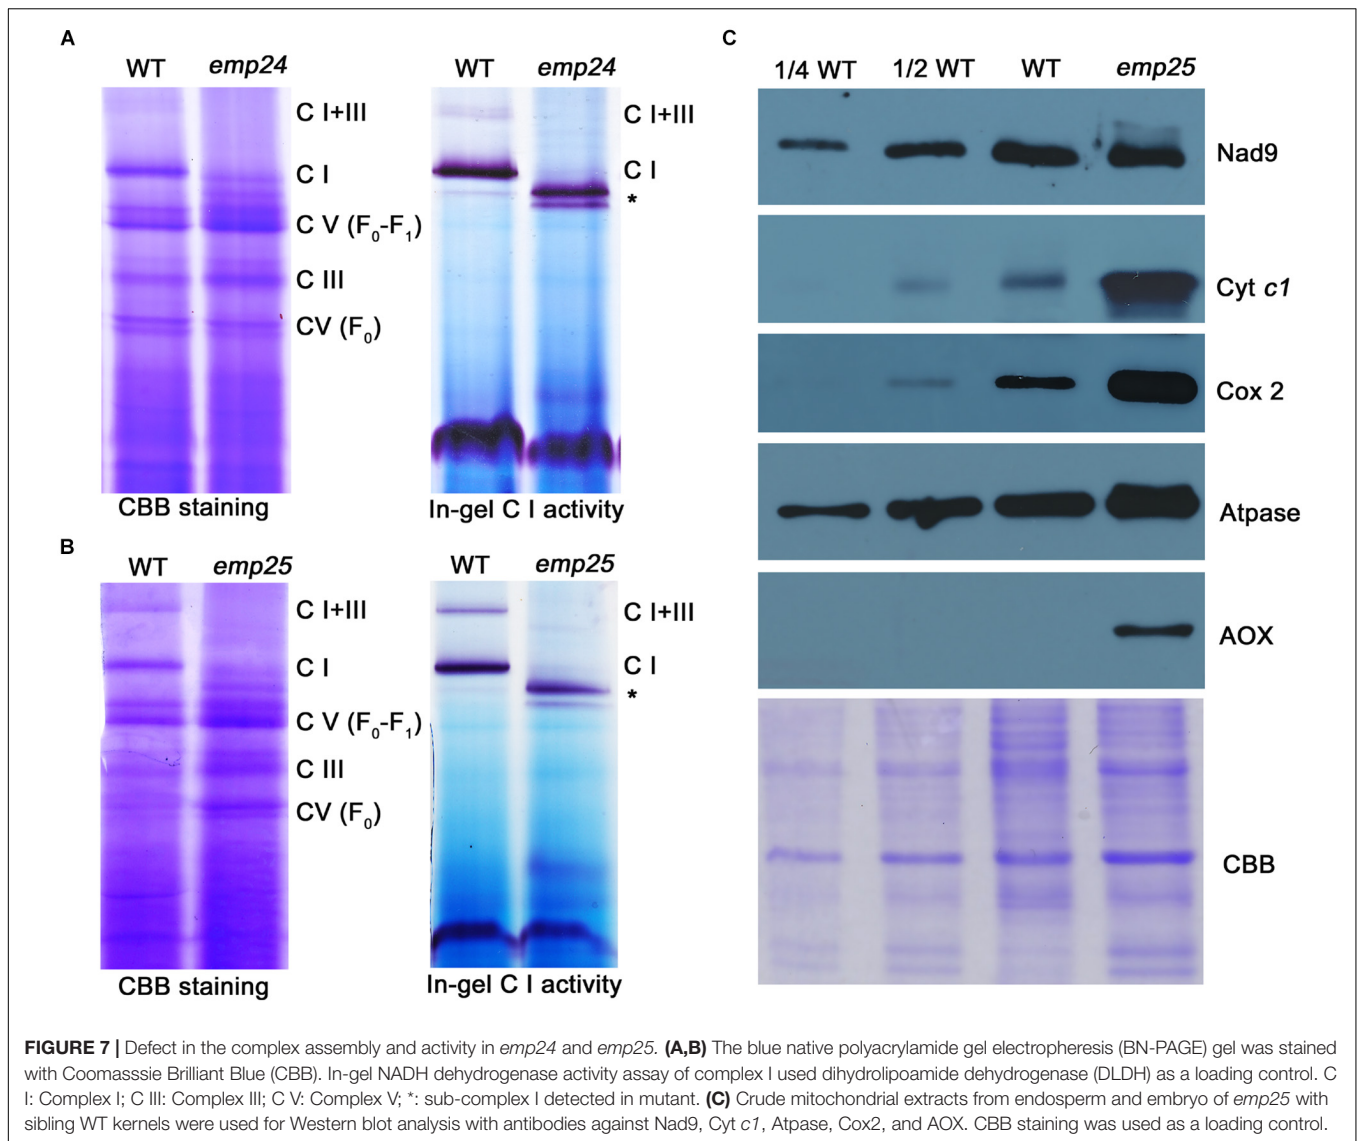 A
WT emp24
C I+III
C I
C V (F0-F1)
C III
CV (F0)
CBB staining
WT emp24
C I+III
C I
*
In-gel C I activity
B
WT emp25
C I+III
C I
C V (F0-F1)
C III
CV (F0)
CBB staining
WT emp25
C I+III
C I
*
In-gel C I activity
C
1/4 WT 1/2 WT WT emp25
Nad9
Cyt c1
Cox 2
Atpase
AOX
CBB
FIGURE 7 | Defect in the complex assembly and activity in emp24 and emp25. (A,B) The blue native polyacrylamide gel electropheresis (BN-PAGE) gel was stained
with Coomasssie Brilliant Blue (CBB). In-gel NADH dehydrogenase activity assay of complex I used dihydrolipoamide dehydrogenase (DLDH) as a loading control. C
I: Complex I; C III: Complex III; C V: Complex V; *: sub-complex I detected in mutant. (C) Crude mitochondrial extracts from endosperm and embryo of emp25 with
sibling WT kernels were used for Western blot analysis with antibodies against Nad9, Cyt c1, Atpase, Cox2, and AOX. CBB staining was used as a loading control.